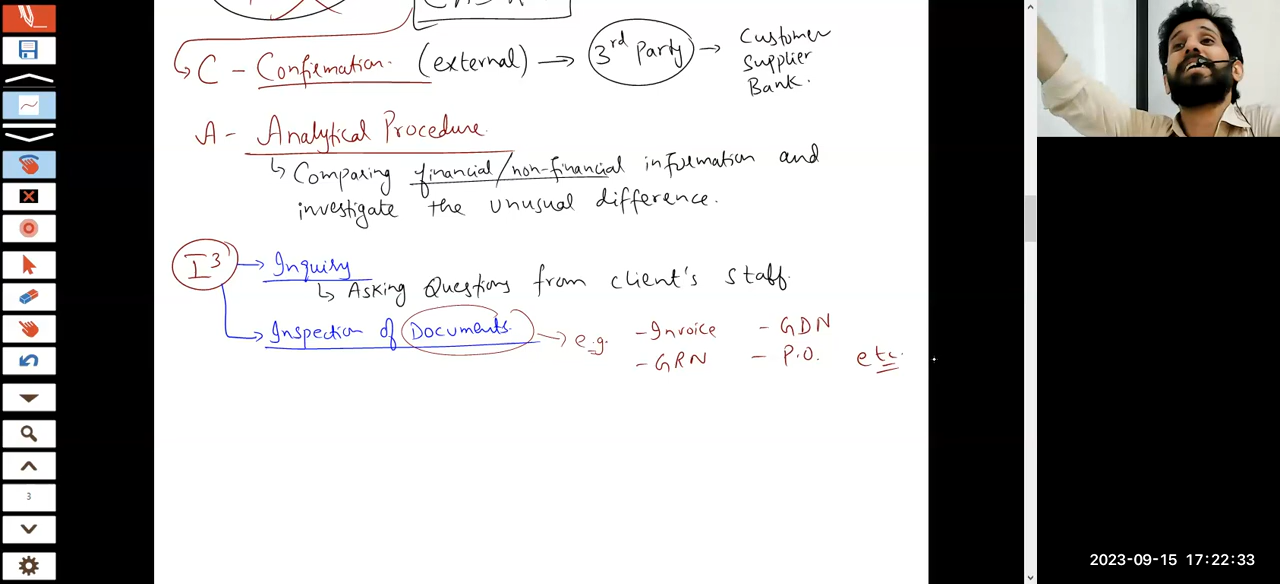 C - Confirmation. (external) → 3rd Party → Customer
Supplier
Bank.
A - Analytical Procedure.
Comparing financial/non-financial information and
investigate the unusual difference.
I3 → Inquiry
Asking Questions from client's staff.
Inspection of Documents. → e.g. - Invoice - GDN
- GRN - P.O. etc.
3
2023-09-15 17:22:33